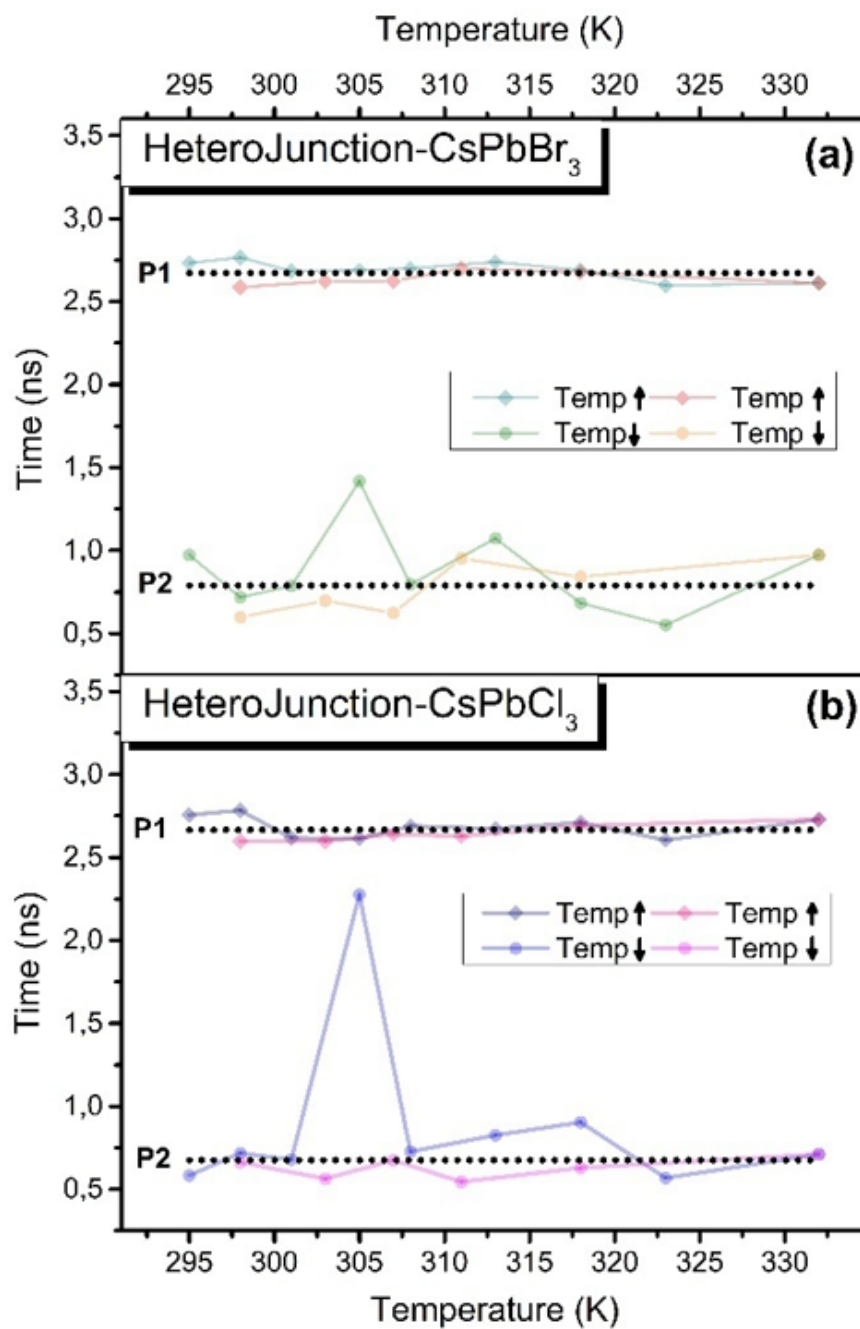 Temperature (K)
295 300 305 310 315 320 325 330
HeteroJunction-CsPbBr₃ (a)
3,5
3,0
P1
2,5
2,0
Temp ↑ Temp ↑
Temp ↓ Temp ↓
1,5
1,0
P2
0,5
Time (ns)
HeteroJunction-CsPbCl₃ (b)
3,5
3,0
P1
2,5
Temp ↑ Temp ↑
Temp ↓ Temp ↓
2,0
1,5
1,0
P2
0,5
Time (ns)
295 300 305 310 315 320 325 330
Temperature (K)